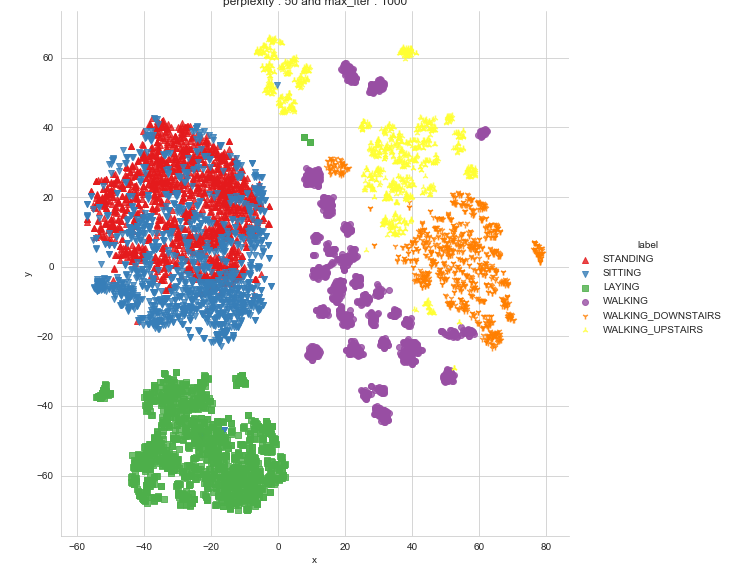 perplexity : 50 and max_iter : 1000
60
40
20
0
−20
−40
−60
y
−60 −40 −20 0 20 40 60 80
x
label
STANDING
SITTING
LAYING
WALKING
WALKING_DOWNSTAIRS
WALKING_UPSTAIRS